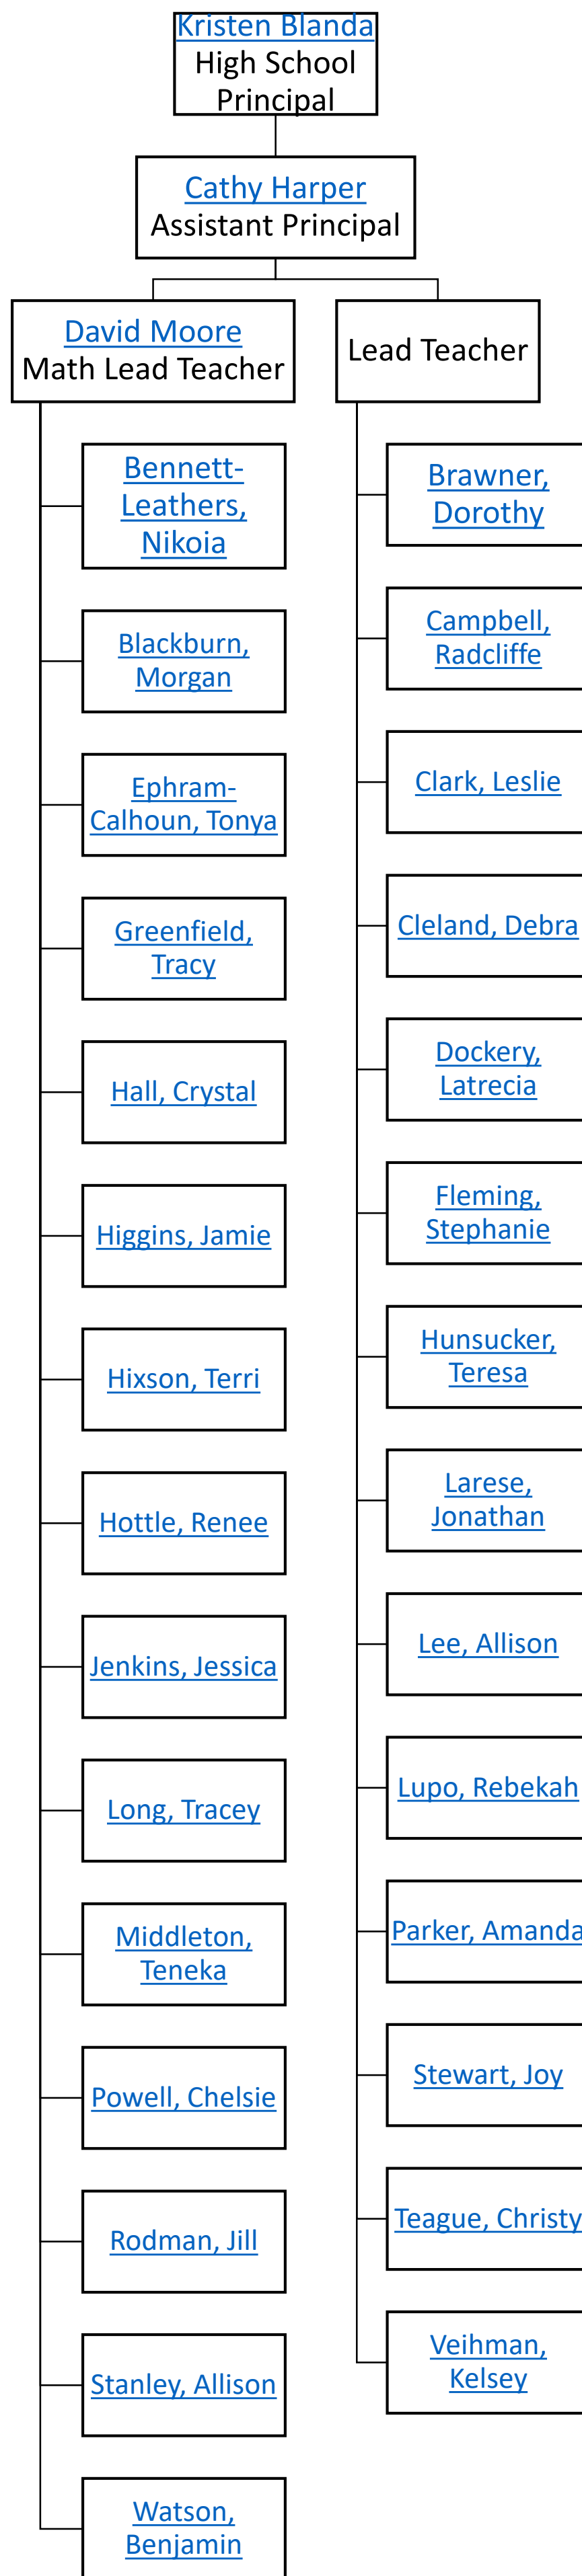 Kristen Blanda
High School
Principal
Cathy Harper
Assistant Principal
David Moore
Math Lead Teacher
Bennett-
Leathers,
Nikoia
Blackburn,
Morgan
Ephram-
Calhoun, Tonya
Greenfield,
Tracy
Hall, Crystal
Higgins, Jamie
Hixson, Terri
Hottle, Renee
Jenkins, Jessica
Long, Tracey
Middleton,
Teneka
Powell, Chelsie
Rodman, Jill
Stanley, Allison
Watson,
Benjamin
Lead Teacher
Brawner,
Dorothy
Campbell,
Radcliffe
Clark, Leslie
Cleland, Debra
Dockery,
Latrecia
Fleming,
Stephanie
Hunsucker,
Teresa
Larese,
Jonathan
Lee, Allison
Lupo, Rebekah
Parker, Amanda
Stewart, Joy
Teague, Christy
Veihman,
Kelsey